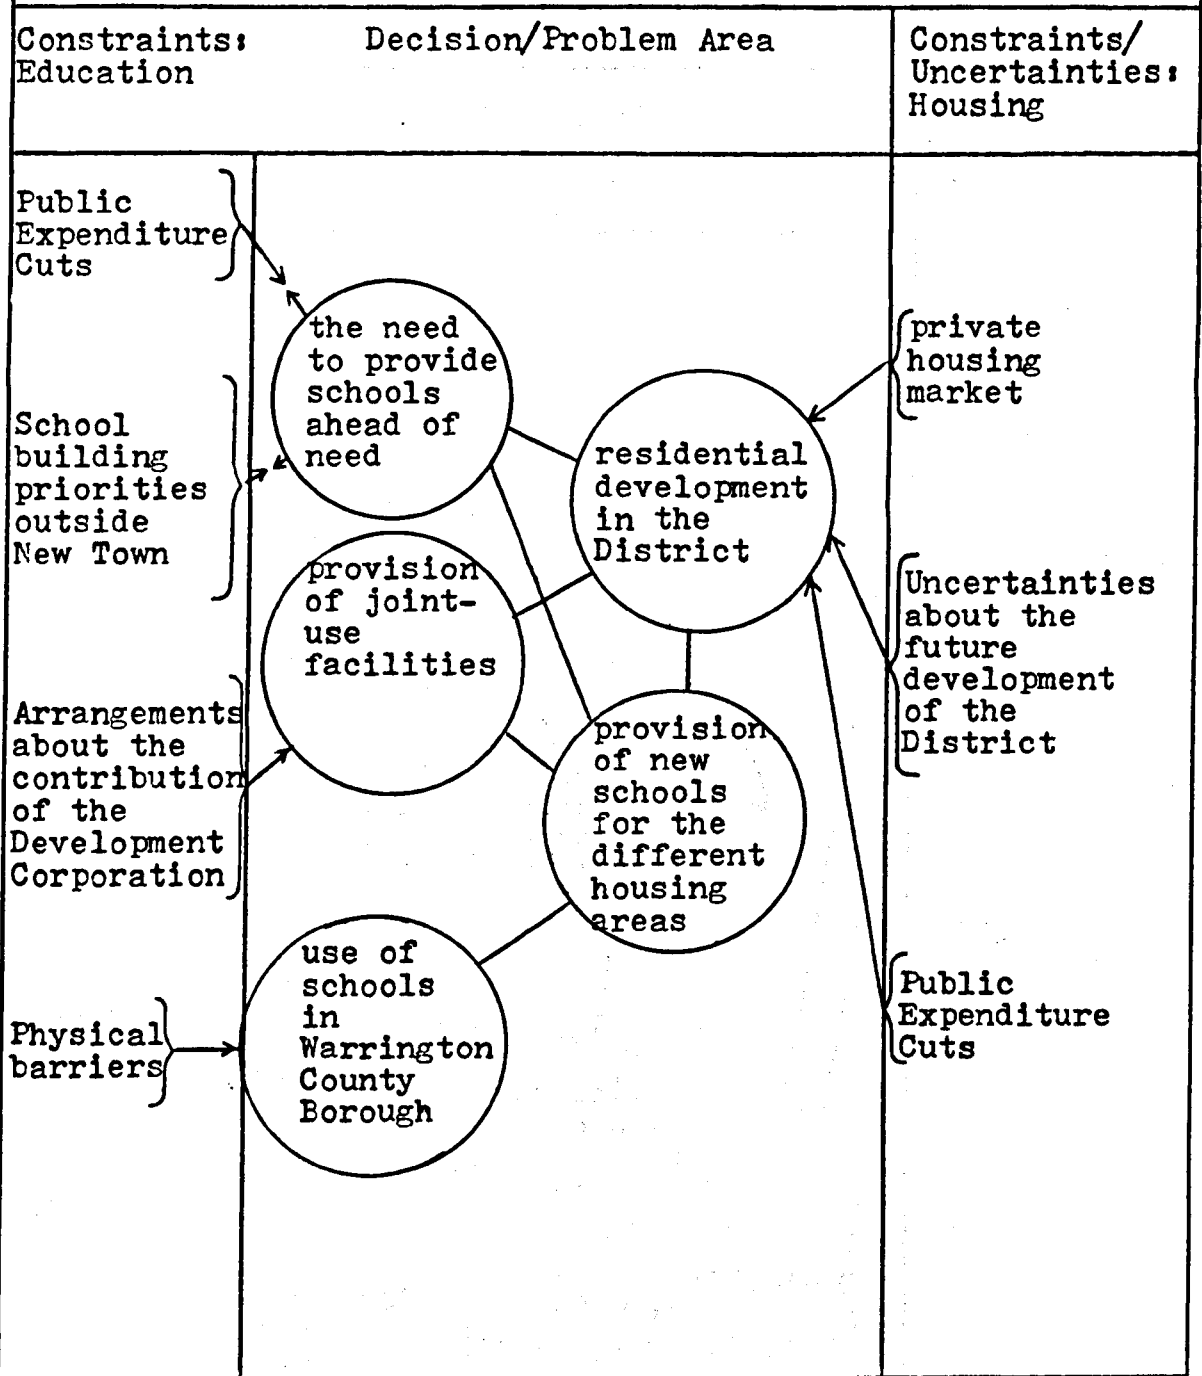 Constraints:
Education
Decision/Problem Area
Constraints/
Uncertainties:
Housing
Public
Expenditure
Cuts
School
building
priorities
outside
New Town
Arrangements
about the
contribution
of the
Development
Corporation
Physical
barriers
the need
to provide
schools
ahead of
need
provision
of joint-
use
facilities
use of
schools
in
Warrington
County
Borough
residential
development
in the
District
provision
of new
schools
for the
different
housing
areas
private
housing
market
Uncertainties
about the
future
development
of the
District
Public
Expenditure
Cuts